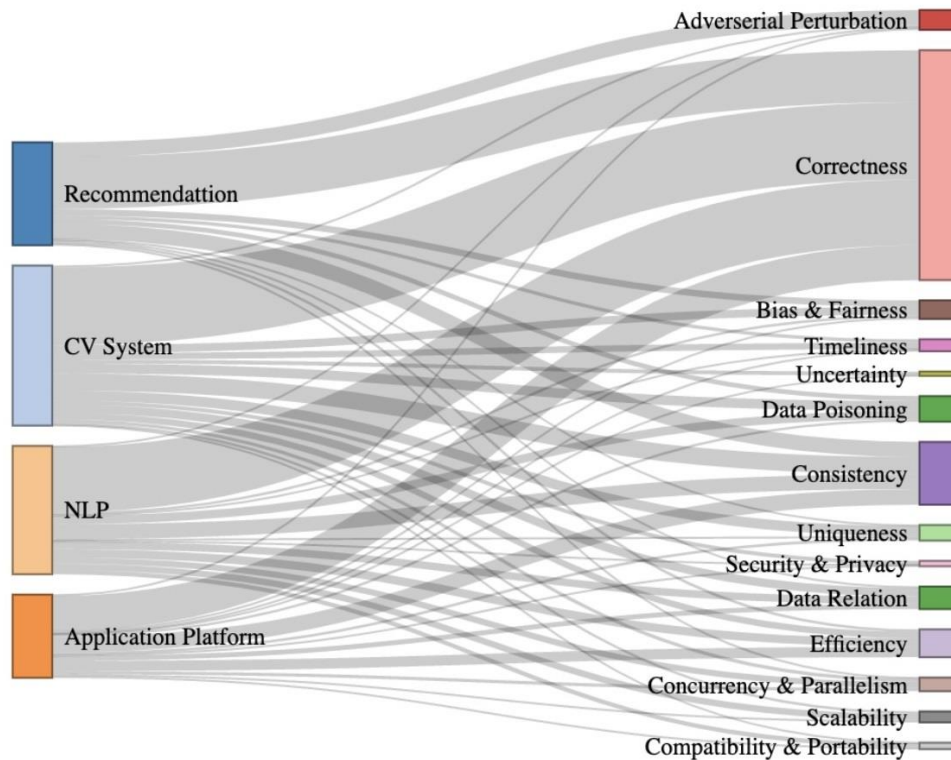 Recommendattion
CV System
NLP
Application Platform
Adverserial Perturbation
Correctness
Bias & Fairness
Timeliness
Uncertainty
Data Poisoning
Consistency
Uniqueness
Security & Privacy
Data Relation
Efficiency
Concurrency & Parallelism
Scalability
Compatibility & Portability